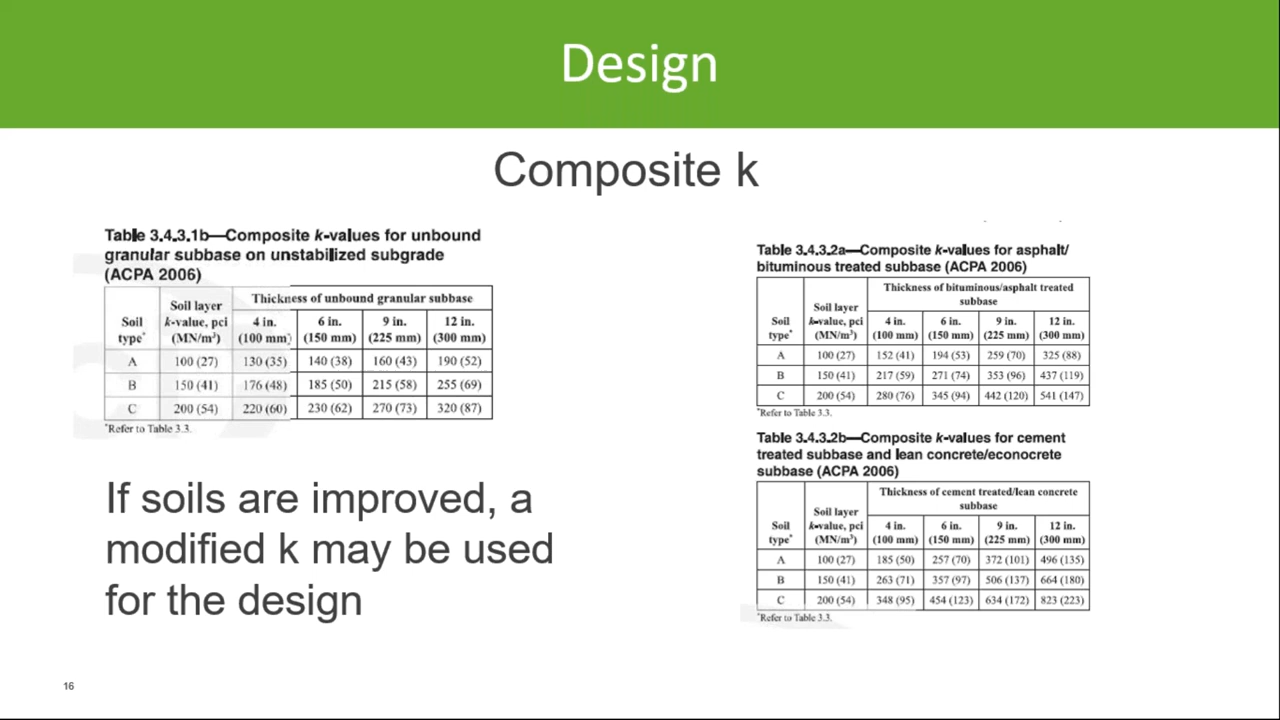 Design
Composite k
Table 3.4.3.1b—Composite k-values for unbound
granular subbase on unstabilized subgrade
(ACPA 2006)
Soil type* | Soil layer k-value, pci (MN/m³) | Thickness of unbound granular subbase
4 in. (100 mm) | 6 in. (150 mm) | 9 in. (225 mm) | 12 in. (300 mm)
A | 100 (27) | 130 (35) | 140 (38) | 160 (43) | 190 (52)
B | 150 (41) | 176 (48) | 185 (50) | 215 (58) | 255 (69)
C | 200 (54) | 220 (60) | 230 (62) | 270 (73) | 320 (87)
*Refer to Table 3.3.
If soils are improved, a
modified k may be used
for the design
Table 3.4.3.2a—Composite k-values for asphalt/
bituminous treated subbase (ACPA 2006)
Soil type* | Soil layer k-value, pci (MN/m³) | Thickness of bituminous/asphalt treated subbase
4 in. (100 mm) | 6 in. (150 mm) | 9 in. (225 mm) | 12 in. (300 mm)
A | 100 (27) | 152 (41) | 194 (53) | 259 (70) | 325 (88)
B | 150 (41) | 217 (59) | 271 (74) | 353 (96) | 437 (119)
C | 200 (54) | 280 (76) | 345 (94) | 442 (120) | 541 (147)
*Refer to Table 3.3.
Table 3.4.3.2b—Composite k-values for cement
treated subbase and lean concrete/econocrete
subbase (ACPA 2006)
Soil type* | Soil layer k-value, pci (MN/m³) | Thickness of cement treated/lean concrete subbase
4 in. (100 mm) | 6 in. (150 mm) | 9 in. (225 mm) | 12 in. (300 mm)
A | 100 (27) | 185 (50) | 257 (70) | 372 (101) | 496 (135)
B | 150 (41) | 263 (71) | 357 (97) | 506 (137) | 664 (180)
C | 200 (54) | 348 (95) | 454 (123) | 634 (172) | 823 (223)
*Refer to Table 3.3.
16